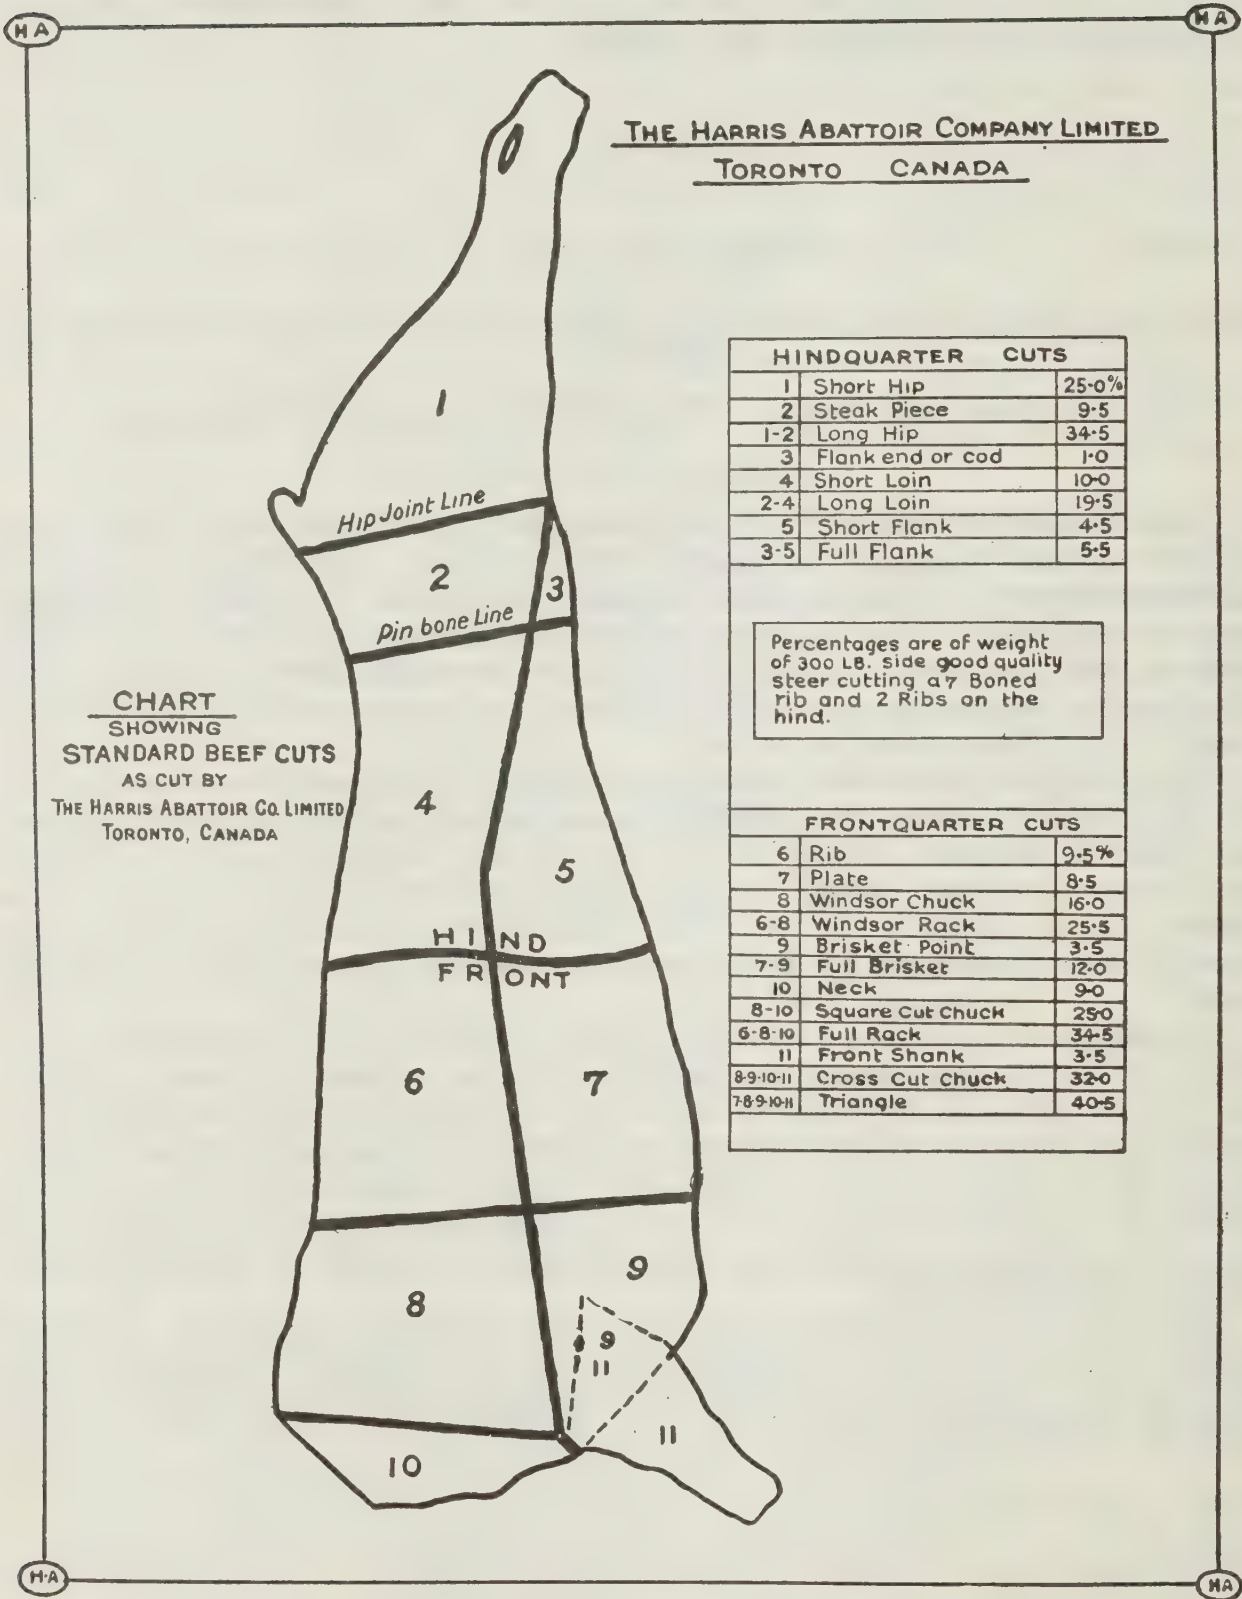 HA
HA
THE HARRIS ABATTOIR COMPANY LIMITED
TORONTO CANADA
HINDQUARTER CUTS
1 Short Hip 25·0%
2 Steak Piece 9·5
1-2 Long Hip 34·5
3 Flank end or cod 1·0
4 Short Loin 10·0
2-4 Long Loin 19·5
5 Short Flank 4·5
3-5 Full Flank 5·5
Percentages are of weight
of 300 LB. side good quality
steer cutting a 7 Boned
rib and 2 Ribs on the
hind.
FRONTQUARTER CUTS
6 Rib 9·5%
7 Plate 8·5
8 Windsor Chuck 16·0
6-8 Windsor Rack 25·5
9 Brisket Point 3·5
7-9 Full Brisket 12·0
10 Neck 9·0
8-10 Square Cut Chuck 25·0
6-8-10 Full Rack 34·5
11 Front Shank 3·5
8-9-10-11 Cross Cut Chuck 32·0
7-8-9-10-11 Triangle 40·5
CHART
SHOWING
STANDARD BEEF CUTS
AS CUT BY
THE HARRIS ABATTOIR CO. LIMITED
TORONTO, CANADA
1
Hip Joint Line
2
3
Pin bone Line
4
5
HIND
FRONT
6
7
8
9
9
11
11
10
H·A
HA